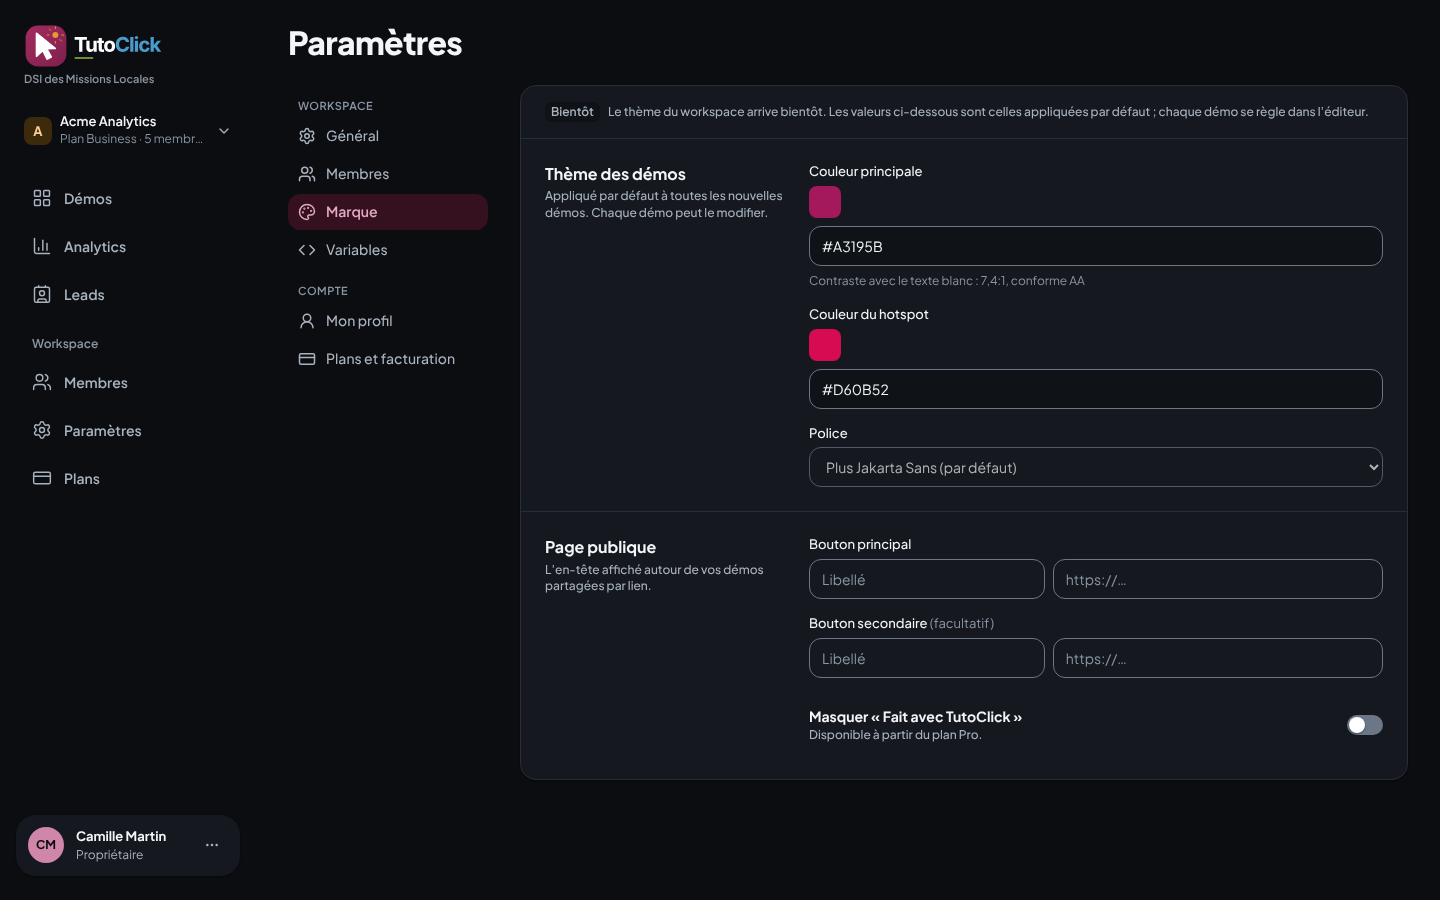 TutoClick
DSI des Missions Locales
A
Acme Analytics
Plan Business · 5 membr...
Démos
Analytics
Leads
Workspace
Membres
Paramètres
Plans
CM
Camille Martin
Propriétaire
Paramètres
WORKSPACE
Général
Membres
Marque
Variables
COMPTE
Mon profil
Plans et facturation
Bientôt Le thème du workspace arrive bientôt. Les valeurs ci-dessous sont celles appliquées par défaut ; chaque démo se règle dans l'éditeur.
Thème des démos
Appliqué par défaut à toutes les nouvelles
démos. Chaque démo peut le modifier.
Couleur principale
#A3195B
Contraste avec le texte blanc : 7,4:1, conforme AA
Couleur du hotspot
#D60B52
Police
Plus Jakarta Sans (par défaut)
Page publique
L'en-tête affiché autour de vos démos
partagées par lien.
Bouton principal
Libellé https://...
Bouton secondaire (facultatif)
Libellé https://...
Masquer « Fait avec TutoClick »
Disponible à partir du plan Pro.